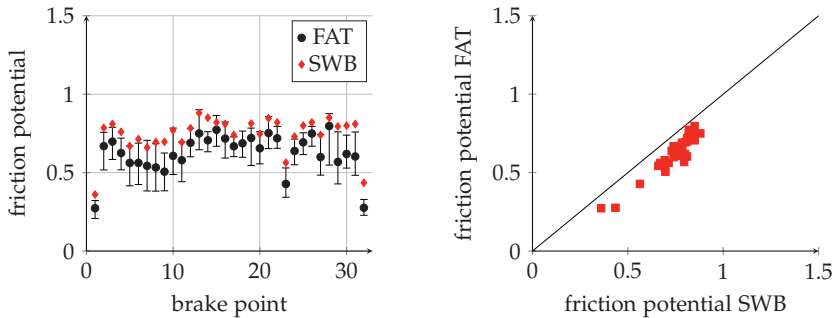 1.5
1
0.5
0
0
10
20
30
friction potential
brake point
FAT
SWB
1.5
1
0.5
0
0
0.5
1
1.5
friction potential FAT
friction potential SWB